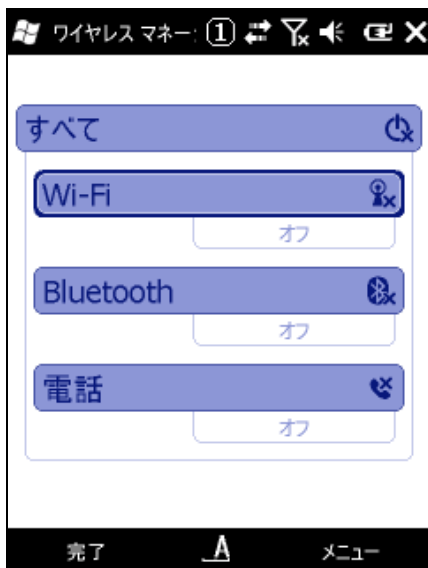 ワイヤレス マネー: 1
すべて
Wi-Fi
オフ
Bluetooth
オフ
電話
オフ
完了 A メニュー